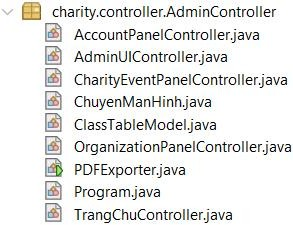 charity.controller.AdminController
AccountPanelController.java
AdminUIController.java
CharityEventPanelController.java
ChuyenManHinh.java
ClassTableModel.java
OrganizationPanelController.java
PDFExporter.java
Program.java
TrangChuController.java